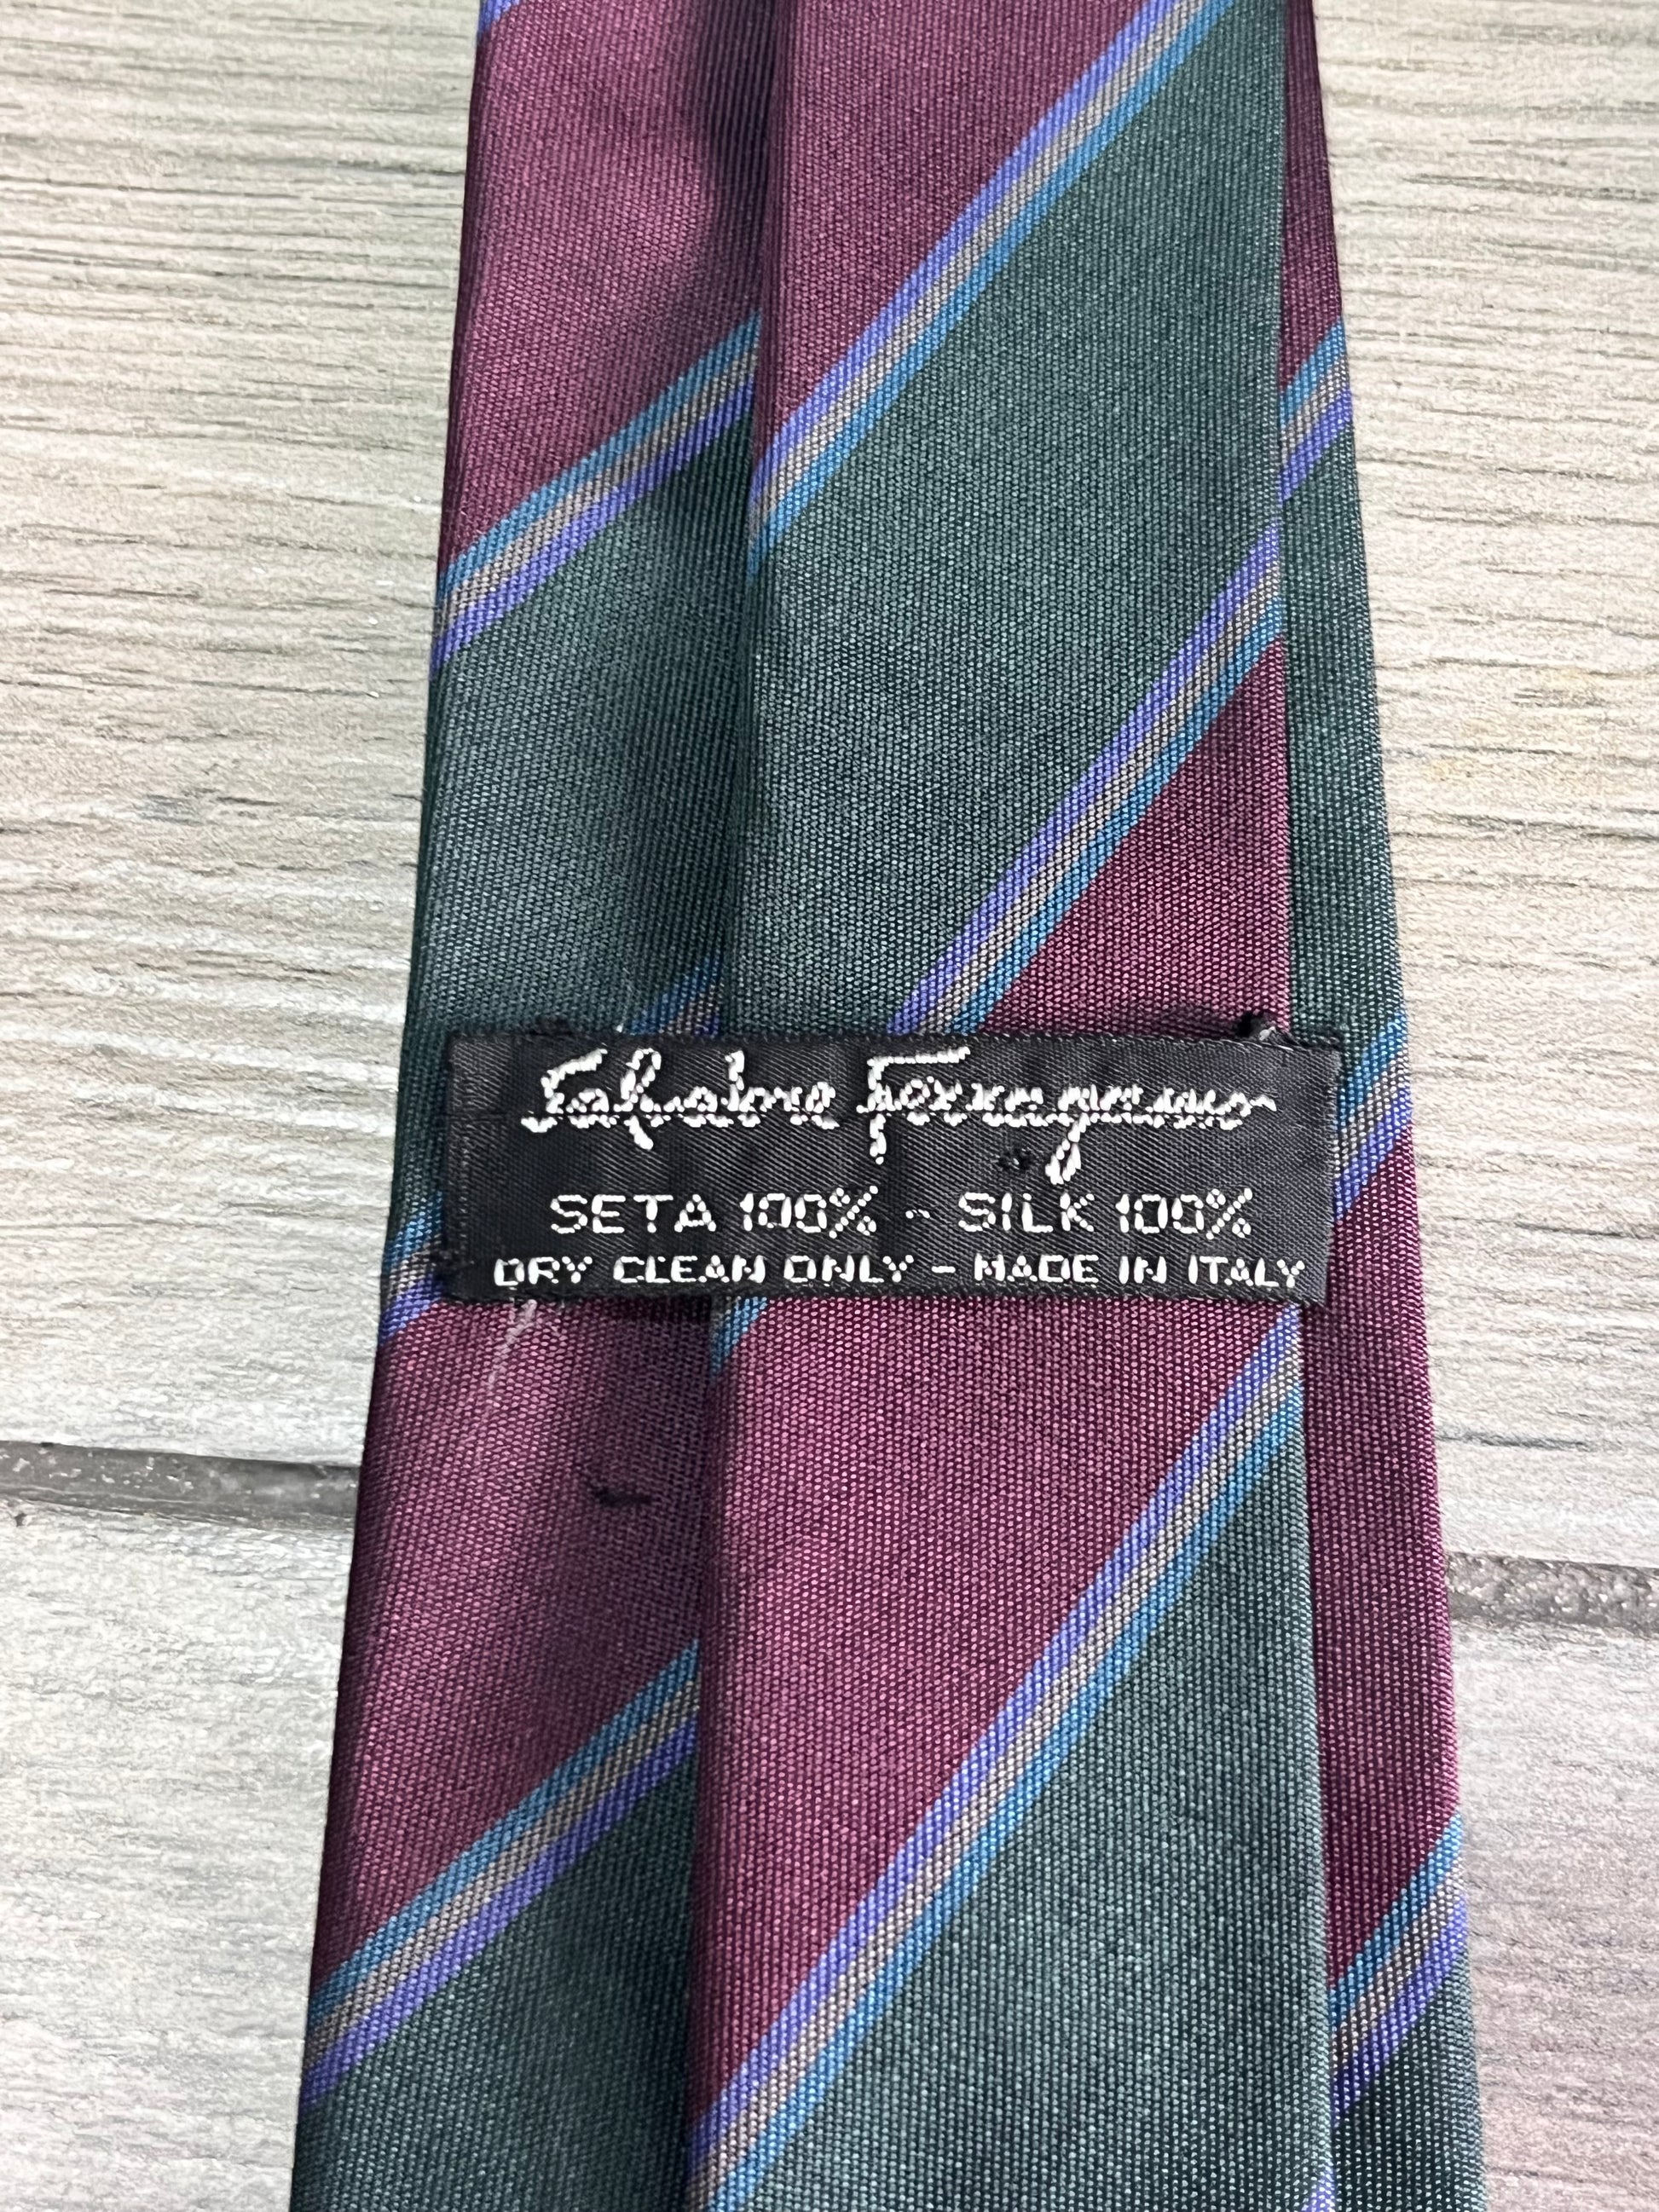 Salvatore Ferragamo
SETA 100% - SILK 100%
DRY CLEAN ONLY - MADE IN ITALY